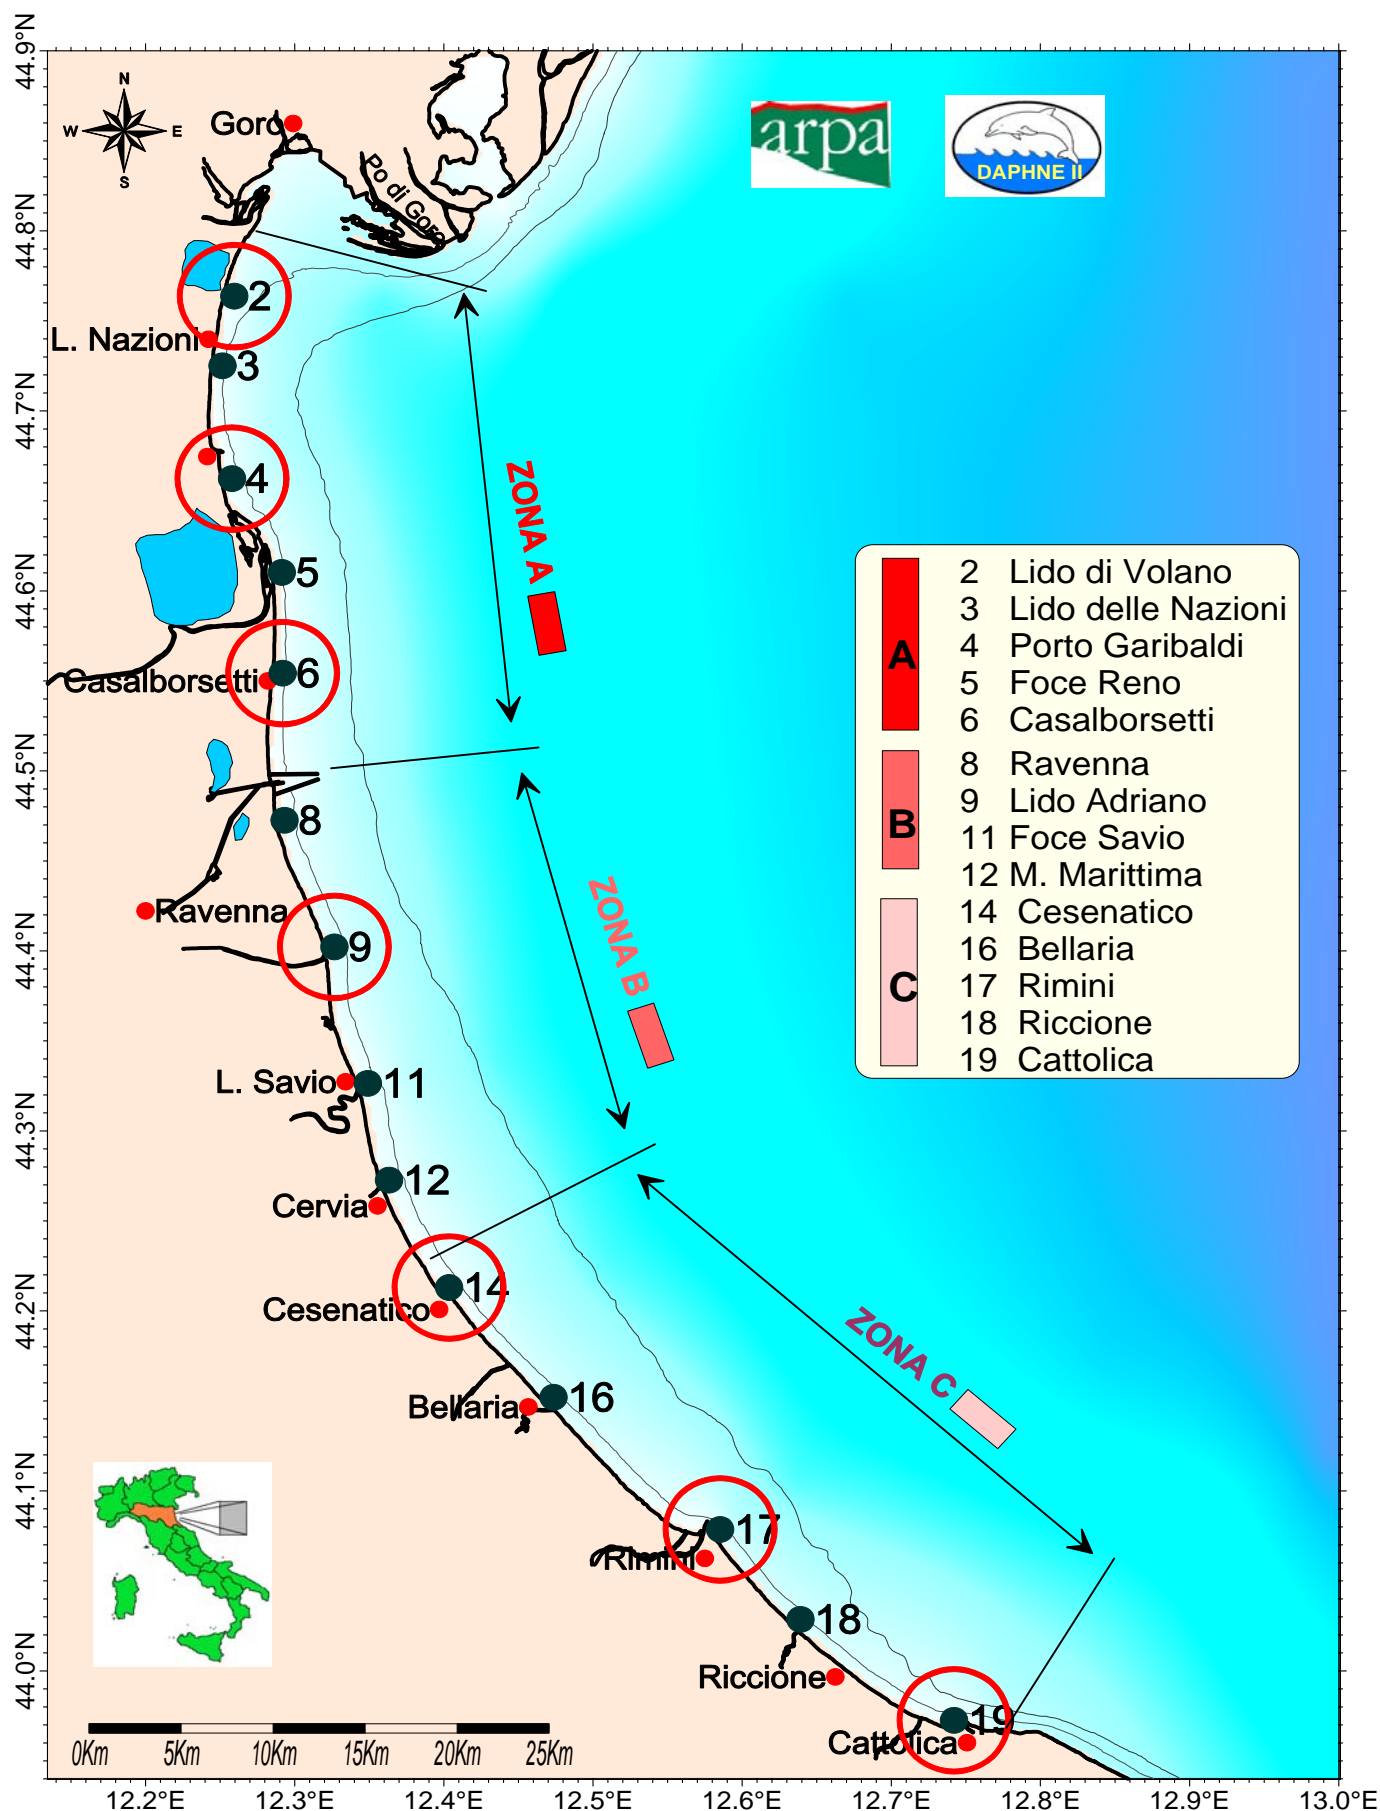 44.9°N
N
W E
S
Goro
Po di Goro
arpa
DAPHNE II
44.8°N
2
L. Nazioni
3
44.7°N
4
ZONA A
5
44.6°N
6
Casalborsetti
A
2 Lido di Volano
3 Lido delle Nazioni
4 Porto Garibaldi
5 Foce Reno
6 Casalborsetti
B
8 Ravenna
9 Lido Adriano
11 Foce Savio
12 M. Marittima
C
14 Cesenatico
16 Bellaria
17 Rimini
18 Riccione
19 Cattolica
44.5°N
8
ZONA B
Ravenna
44.4°N
9
L. Savio
11
44.3°N
12
Cervia
14
Cesenatico
44.2°N
ZONA C
16
Bellaria
44.1°N
17
Rimini
18
44.0°N
Riccione
19
Cattolica
0Km 5Km 10Km 15Km 20Km 25Km
12.2°E 12.3°E 12.4°E 12.5°E 12.6°E 12.7°E 12.8°E 12.9°E 13.0°E